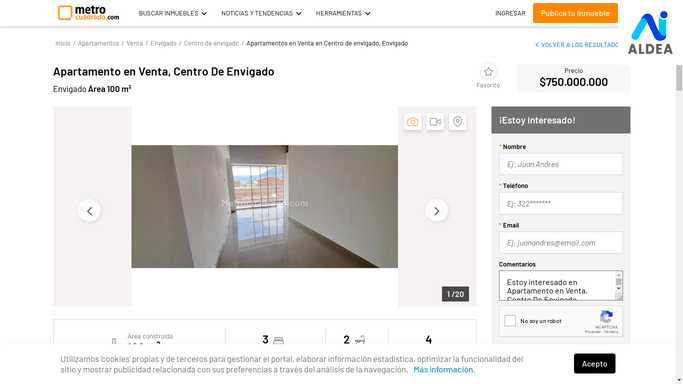 metro
cuadrado.com
BUSCAR INMUEBLES
NOTICIAS Y TENDENCIAS
HERRAMIENTAS
INGRESAR
Publica tu Inmueble
Inicio / Apartamentos / Venta / Envigado / Centro de envigado / Apartamentos en Venta en Centro de envigado, Envigado
VOLVER A LOS RESULTADO
ALDEA
Apartamento en Venta, Centro De Envigado
Envigado Área 100 m²
Favorito
Precio
$750.000.000
1 / 20
¡Estoy Interesado!
* Nombre
Ej: Juan Andres
* Teléfono
Ej: 322*******
* Email
Ej: juanandres@email.com
Comentarios
Estoy interesado en
Apartamento en Venta,
Centro De Envigado
No soy un robot
reCAPTCHA
Privacidad - Términos
Área construida
3
2
4
Utilizamos 'cookies' propias y de terceros para gestionar el portal, elaborar información estadística, optimizar la funcionalidad del
sitio y mostrar publicidad relacionada con sus preferencias a través del análisis de la navegación. Más información.
Acepto